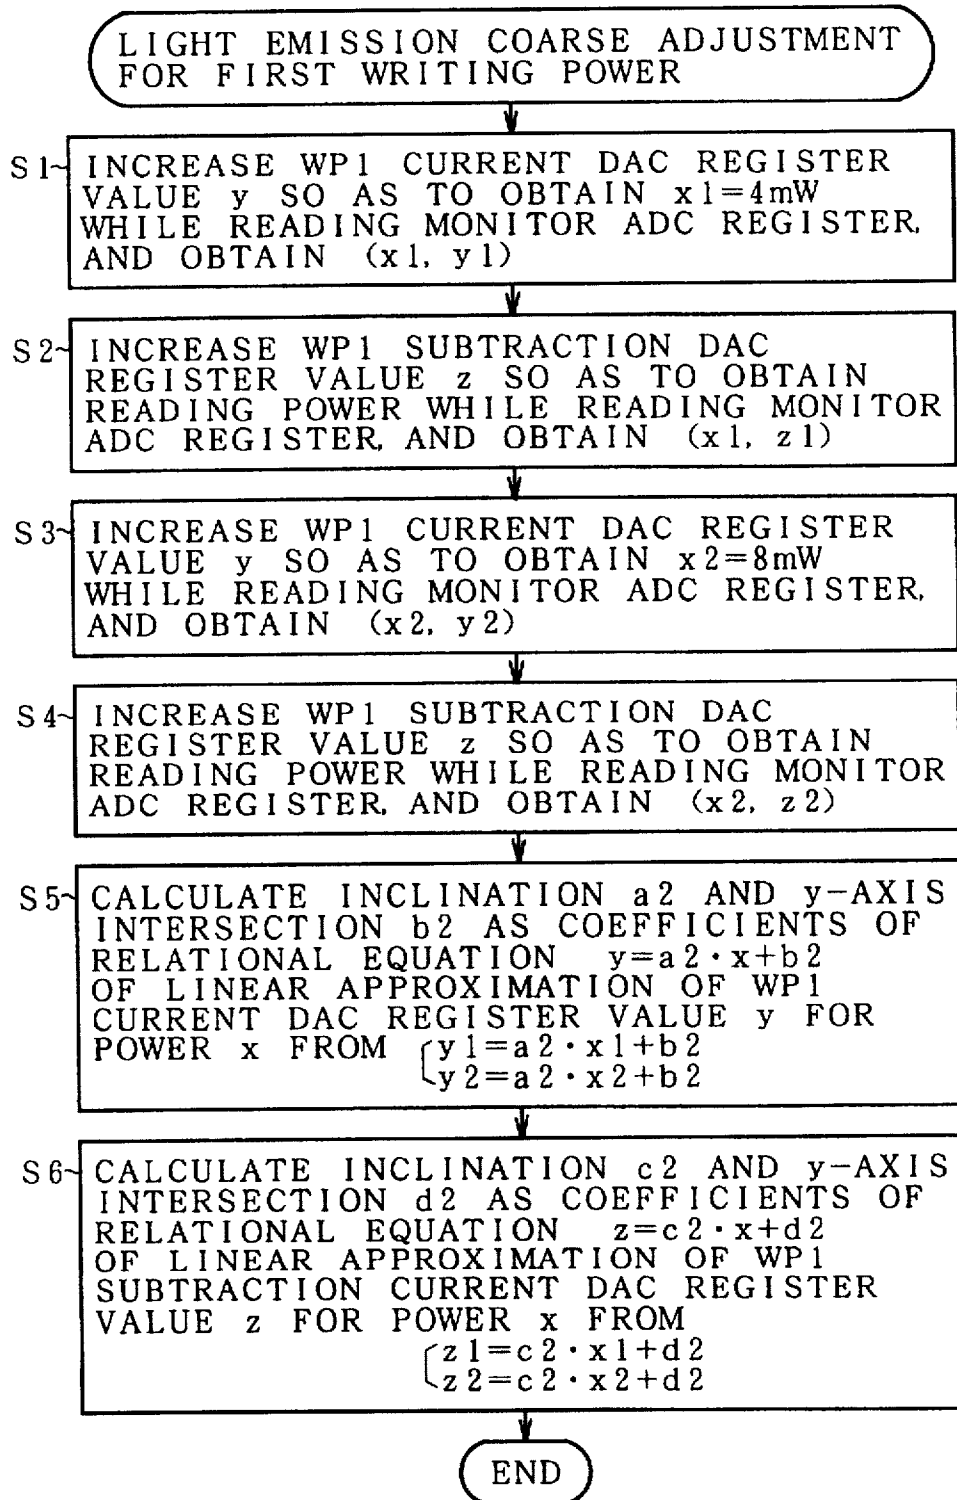 LIGHT EMISSION COARSE ADJUSTMENT
FOR FIRST WRITING POWER
S1 INCREASE WP1 CURRENT DAC REGISTER
VALUE y SO AS TO OBTAIN x1=4mW
WHILE READING MONITOR ADC REGISTER,
AND OBTAIN (x1, y1)
S2 INCREASE WP1 SUBTRACTION DAC
REGISTER VALUE z SO AS TO OBTAIN
READING POWER WHILE READING MONITOR
ADC REGISTER, AND OBTAIN (x1, z1)
S3 INCREASE WP1 CURRENT DAC REGISTER
VALUE y SO AS TO OBTAIN x2=8mW
WHILE READING MONITOR ADC REGISTER,
AND OBTAIN (x2, y2)
S4 INCREASE WP1 SUBTRACTION DAC
REGISTER VALUE z SO AS TO OBTAIN
READING POWER WHILE READING MONITOR
ADC REGISTER, AND OBTAIN (x2, z2)
S5 CALCULATE INCLINATION a2 AND y-AXIS
INTERSECTION b2 AS COEFFICIENTS OF
RELATIONAL EQUATION y=a2·x+b2
OF LINEAR APPROXIMATION OF WP1
CURRENT DAC REGISTER VALUE y FOR
POWER x FROM y1=a2·x1+b2
y2=a2·x2+b2
S6 CALCULATE INCLINATION c2 AND y-AXIS
INTERSECTION d2 AS COEFFICIENTS OF
RELATIONAL EQUATION z=c2·x+d2
OF LINEAR APPROXIMATION OF WP1
SUBTRACTION CURRENT DAC REGISTER
VALUE z FOR POWER x FROM
z1=c2·x1+d2
z2=c2·x2+d2
END